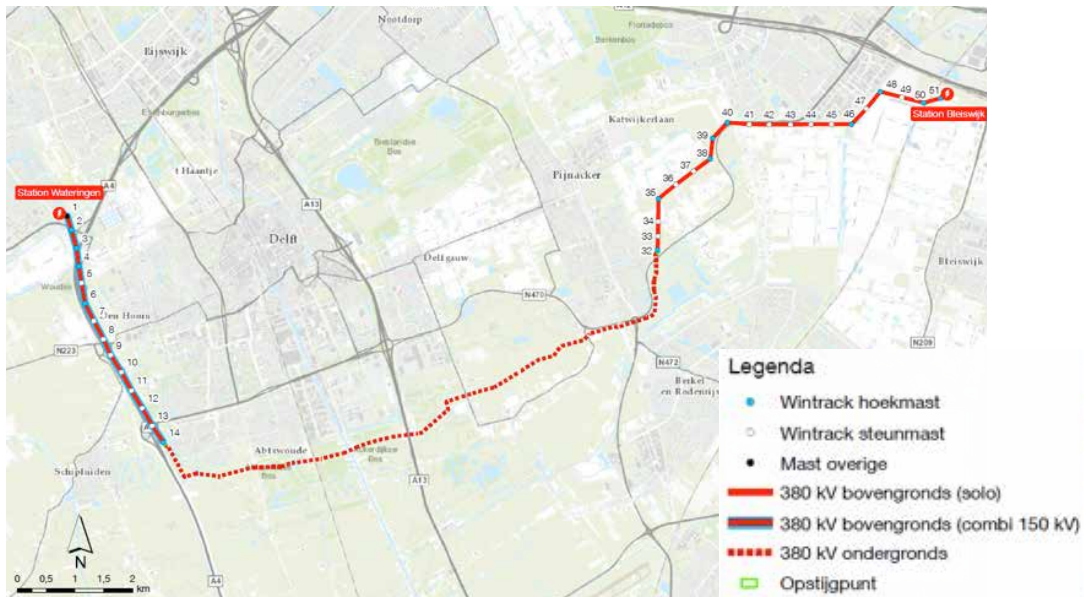 Nootdorp
Rijswijk
Katwijkerlaan
40
41
42
43
44
45
46
47
48
49
50
51
Station Bleiswijk
39
38
37
36
35
34
33
32
Pijnacker
't Haantje
A4
A13
Station Wateringen
1
2
3
4
5
6
7
8
9
10
11
12
13
14
Delft
Delfgauw
Bleiswijk
Den Hoorn
N223
N470
N209
N472
Berkel
en Rodenrijs
Abtswoude
Schipluiden
A13
A4
N
0 0,5 1 1,5 2
km
Legenda
Wintrack hoekmast
Wintrack steunmast
Mast overige
380 kV bovengronds (solo)
380 kV bovengronds (combi 150 kV)
380 kV ondergronds
Opstijgpunt